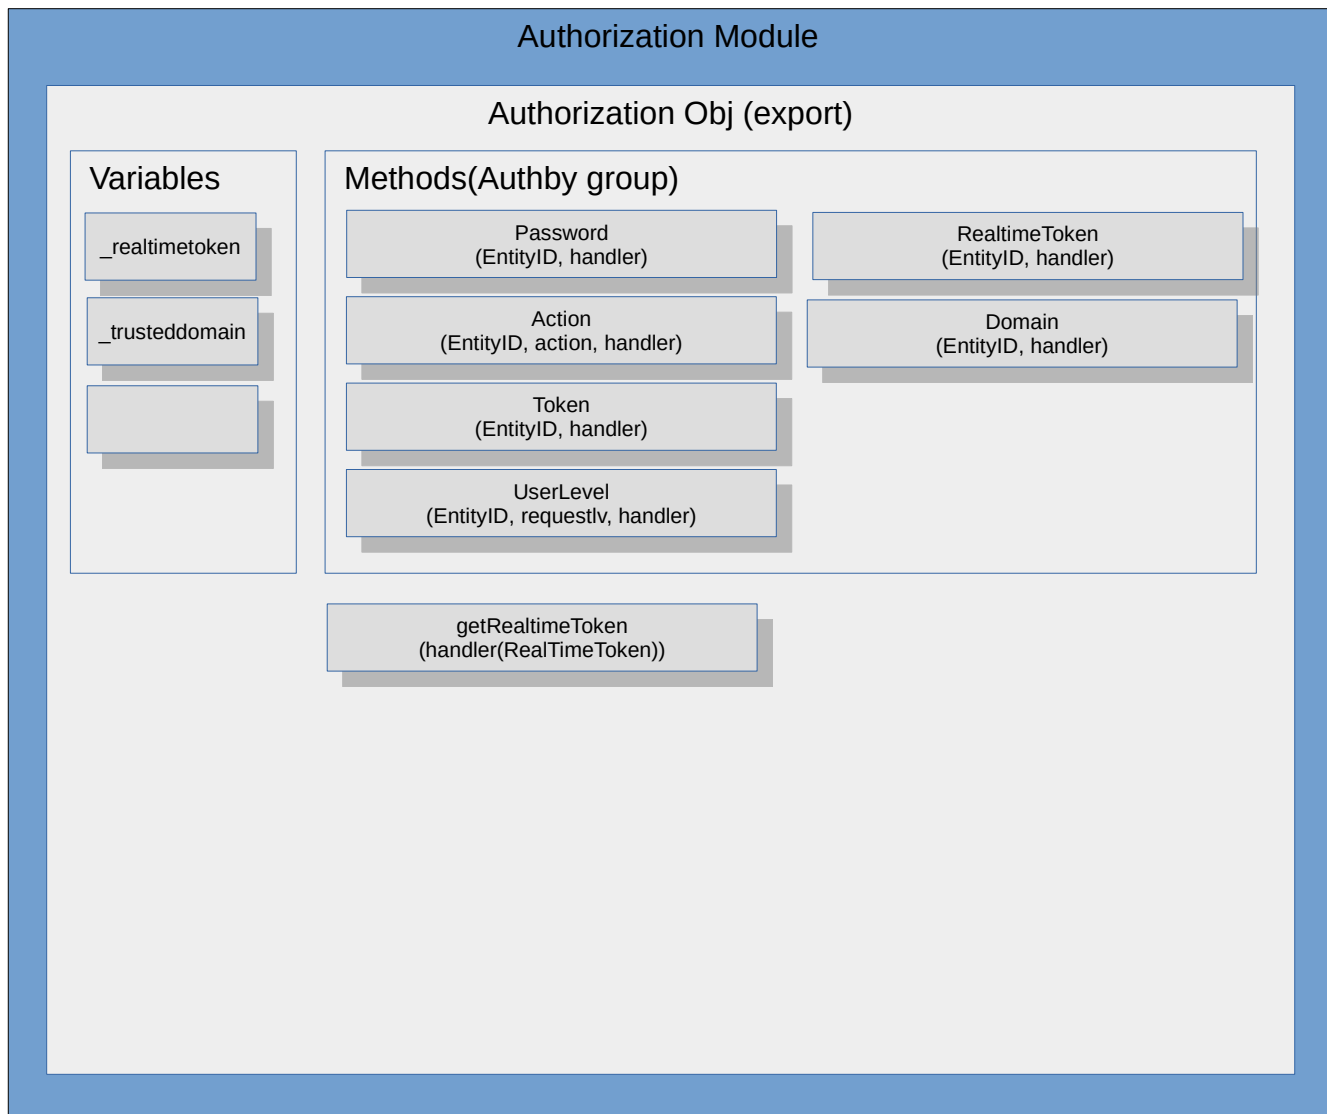 Authorization Module
Authorization Obj (export)
Variables
_realtimetoken
_trusteddomain
Methods(Authby group)
Password
(EntityID, handler)
Action
(EntityID, action, handler)
Token
(EntityID, handler)
UserLevel
(EntityID, requestlv, handler)
RealtimeToken
(EntityID, handler)
Domain
(EntityID, handler)
getRealtimeToken
(handler(RealTimeToken))